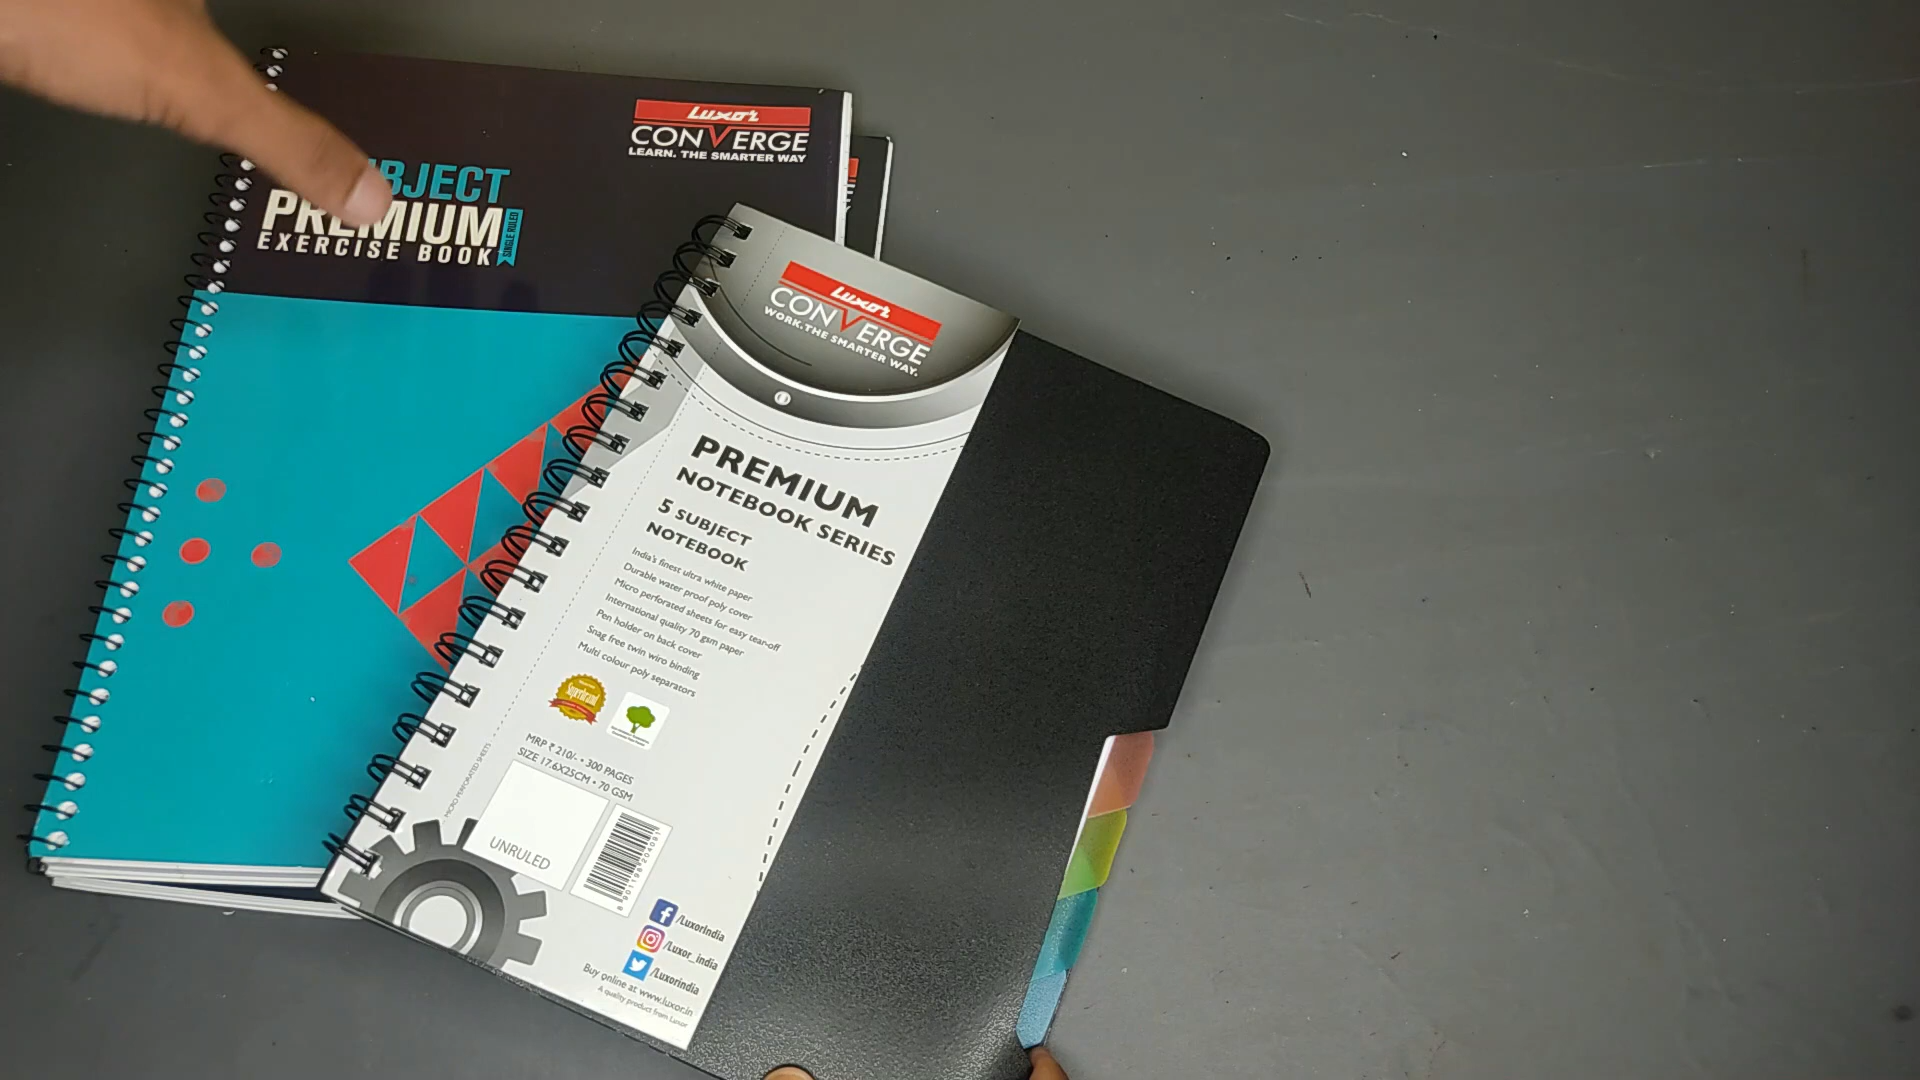 Luxor
CONVERGE
LEARN. THE SMARTER WAY
BJECT
PREMIUM
EXERCISE BOOK
SINGLE RULED
Luxor
CONVERGE
WORK.THE SMARTER WAY.
PREMIUM
NOTEBOOK SERIES
5 SUBJECT
NOTEBOOK
India's finest ultra white paper
Durable water proof poly cover
Micro perforated sheets for easy tear-off
International quality 70 gsm paper
Pen holder on back cover
Snag free twin wiro binding
Multi colour poly separators
Superbrand
MRP ₹ 210/- • 300 PAGES
SIZE 17.6X25CM • 70 GSM
MICRO PERFORATED SHEETS
UNRULED
/LuxorIndia
/Luxor_india
/Luxorindia
Buy online at www.luxor.in
A quality product from Luxor